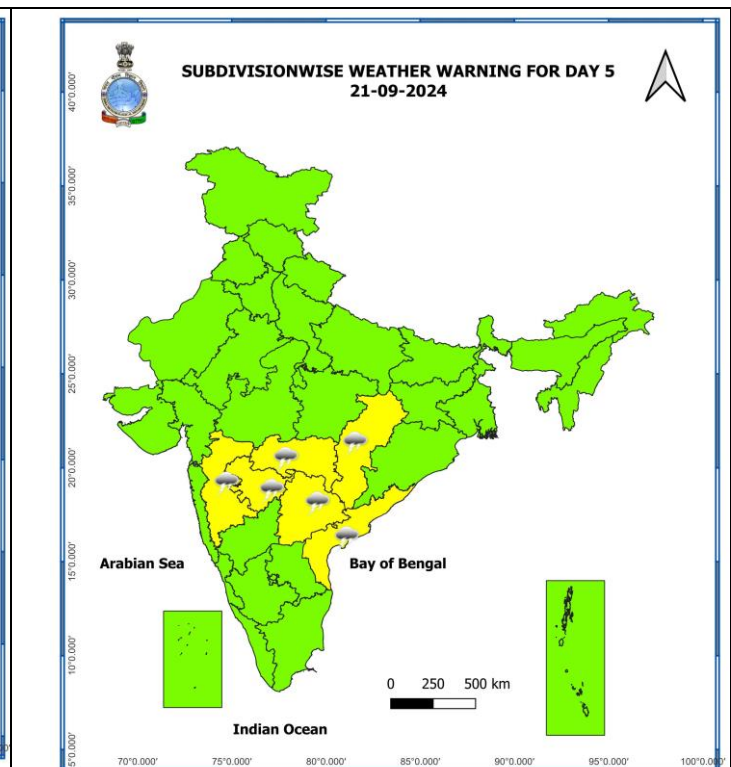 SUBDIVISIONWISE WEATHER WARNING FOR DAY 5
21-09-2024
40°0.000'
35°0.000'
30°0.000'
25°0.000'
20°0.000'
15°0.000'
10°0.000'
5°0.000'
Arabian Sea
Bay of Bengal
0 250 500 km
Indian Ocean
70°0.000' 75°0.000' 80°0.000' 85°0.000' 90°0.000' 95°0.000' 100°0.000'